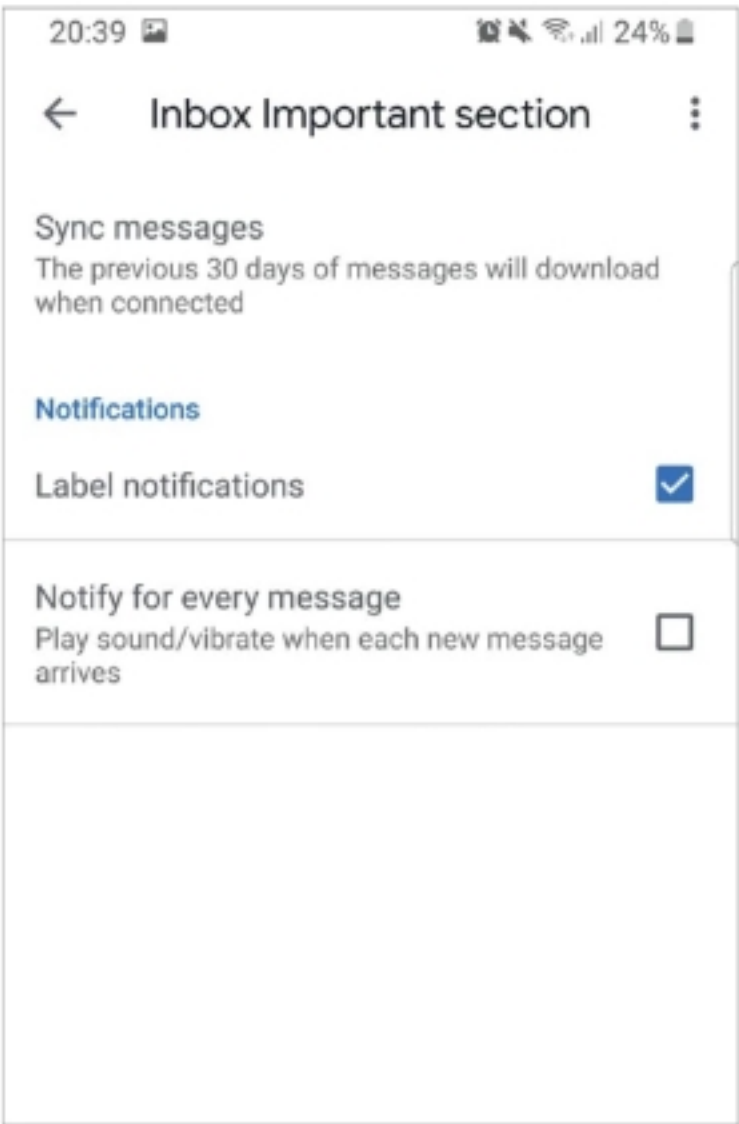 20:39 24%
Inbox Important section
Sync messages
The previous 30 days of messages will download
when connected
Notifications
Label notifications
Notify for every message
Play sound/vibrate when each new message
arrives